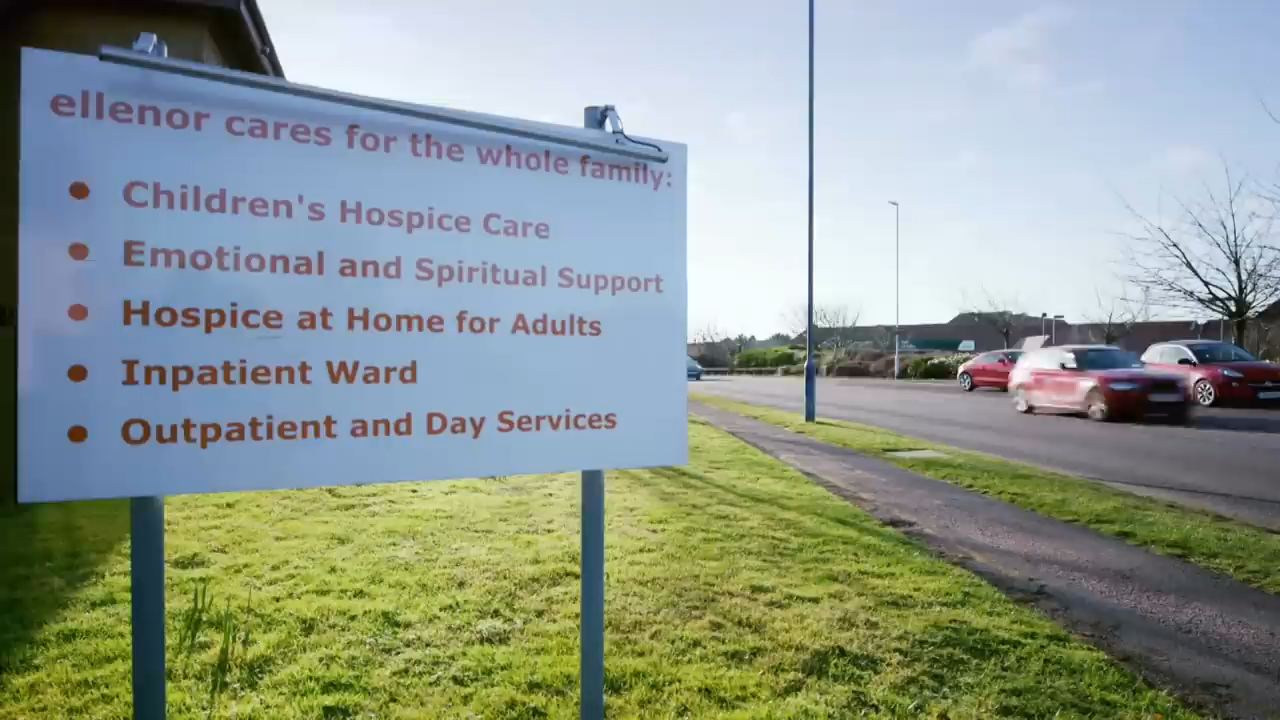 ellenor cares for the whole family:
• Children's Hospice Care
• Emotional and Spiritual Support
• Hospice at Home for Adults
• Inpatient Ward
• Outpatient and Day Services